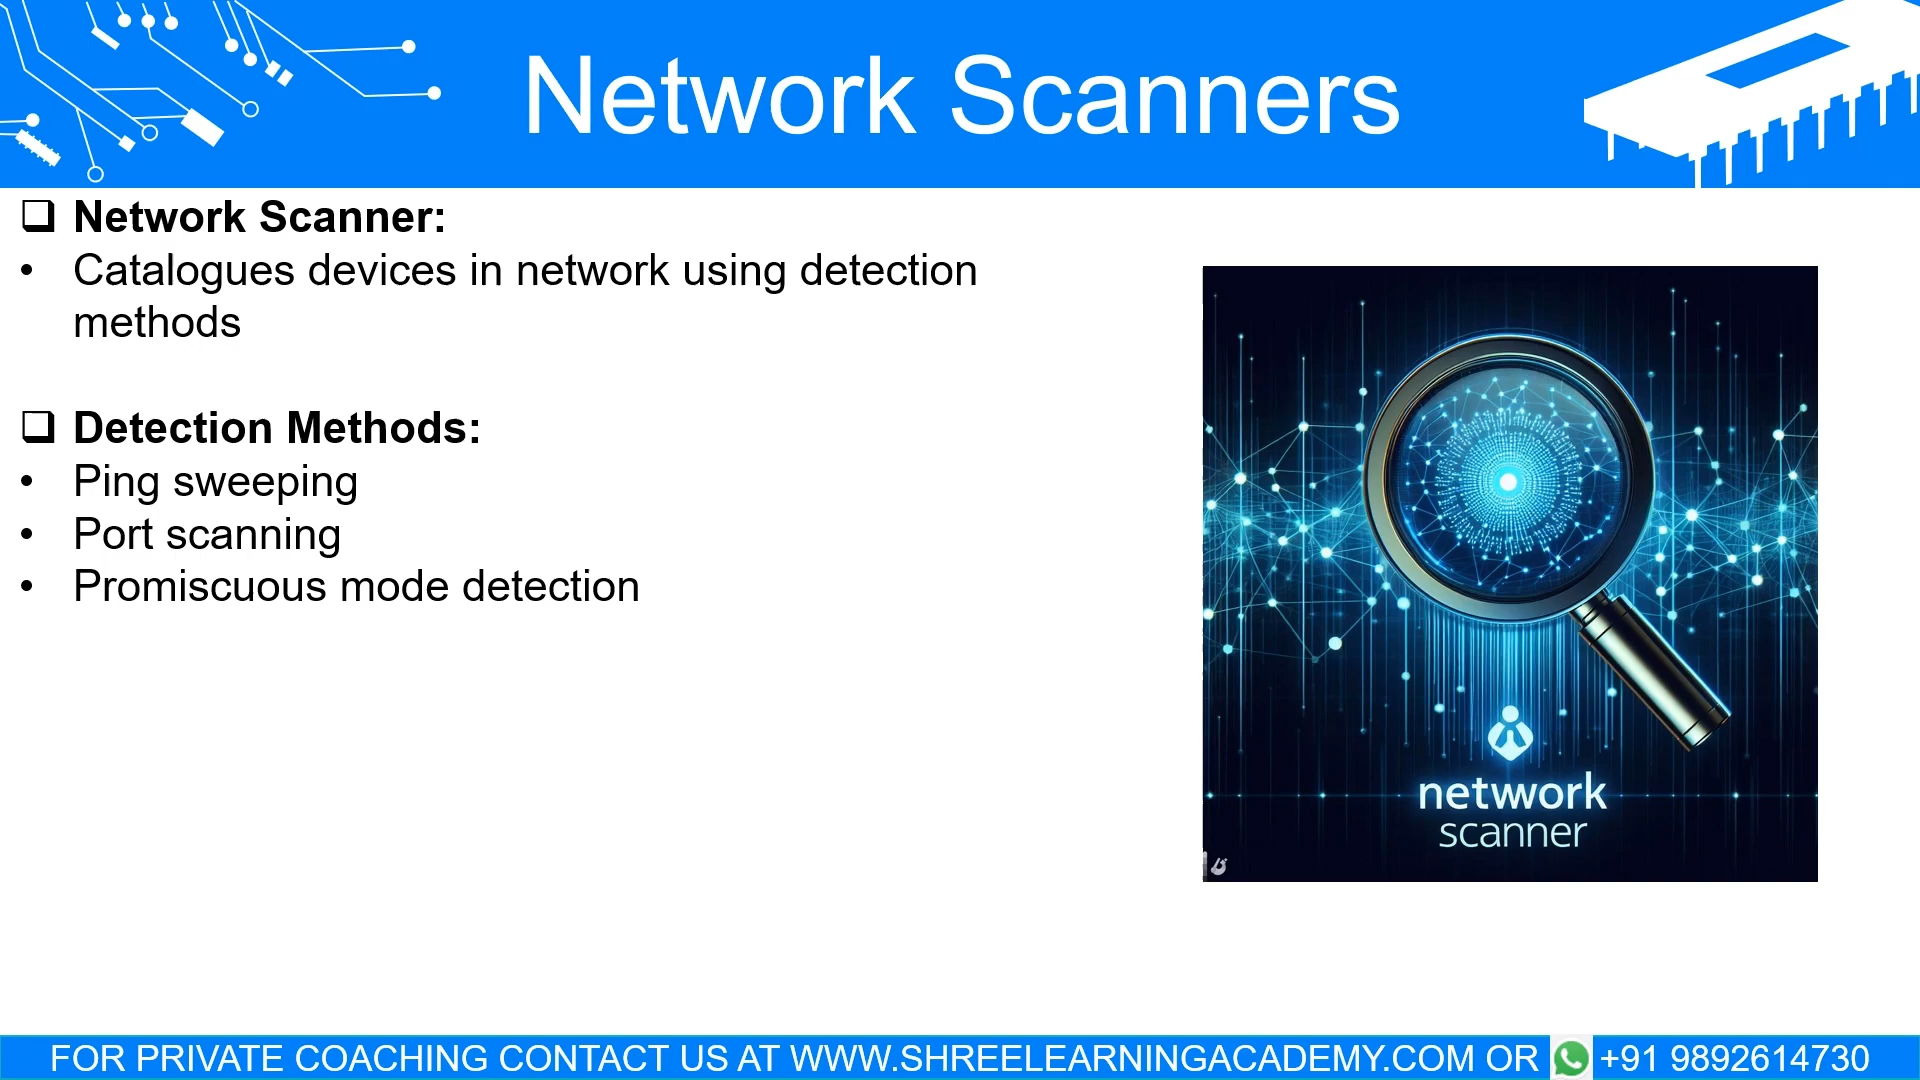 Network Scanners
❑ Network Scanner:
• Catalogues devices in network using detection
methods
❑ Detection Methods:
• Ping sweeping
• Port scanning
• Promiscuous mode detection
network
scanner
FOR PRIVATE COACHING CONTACT US AT WWW.SHREELEARNINGACADEMY.COM OR +91 9892614730